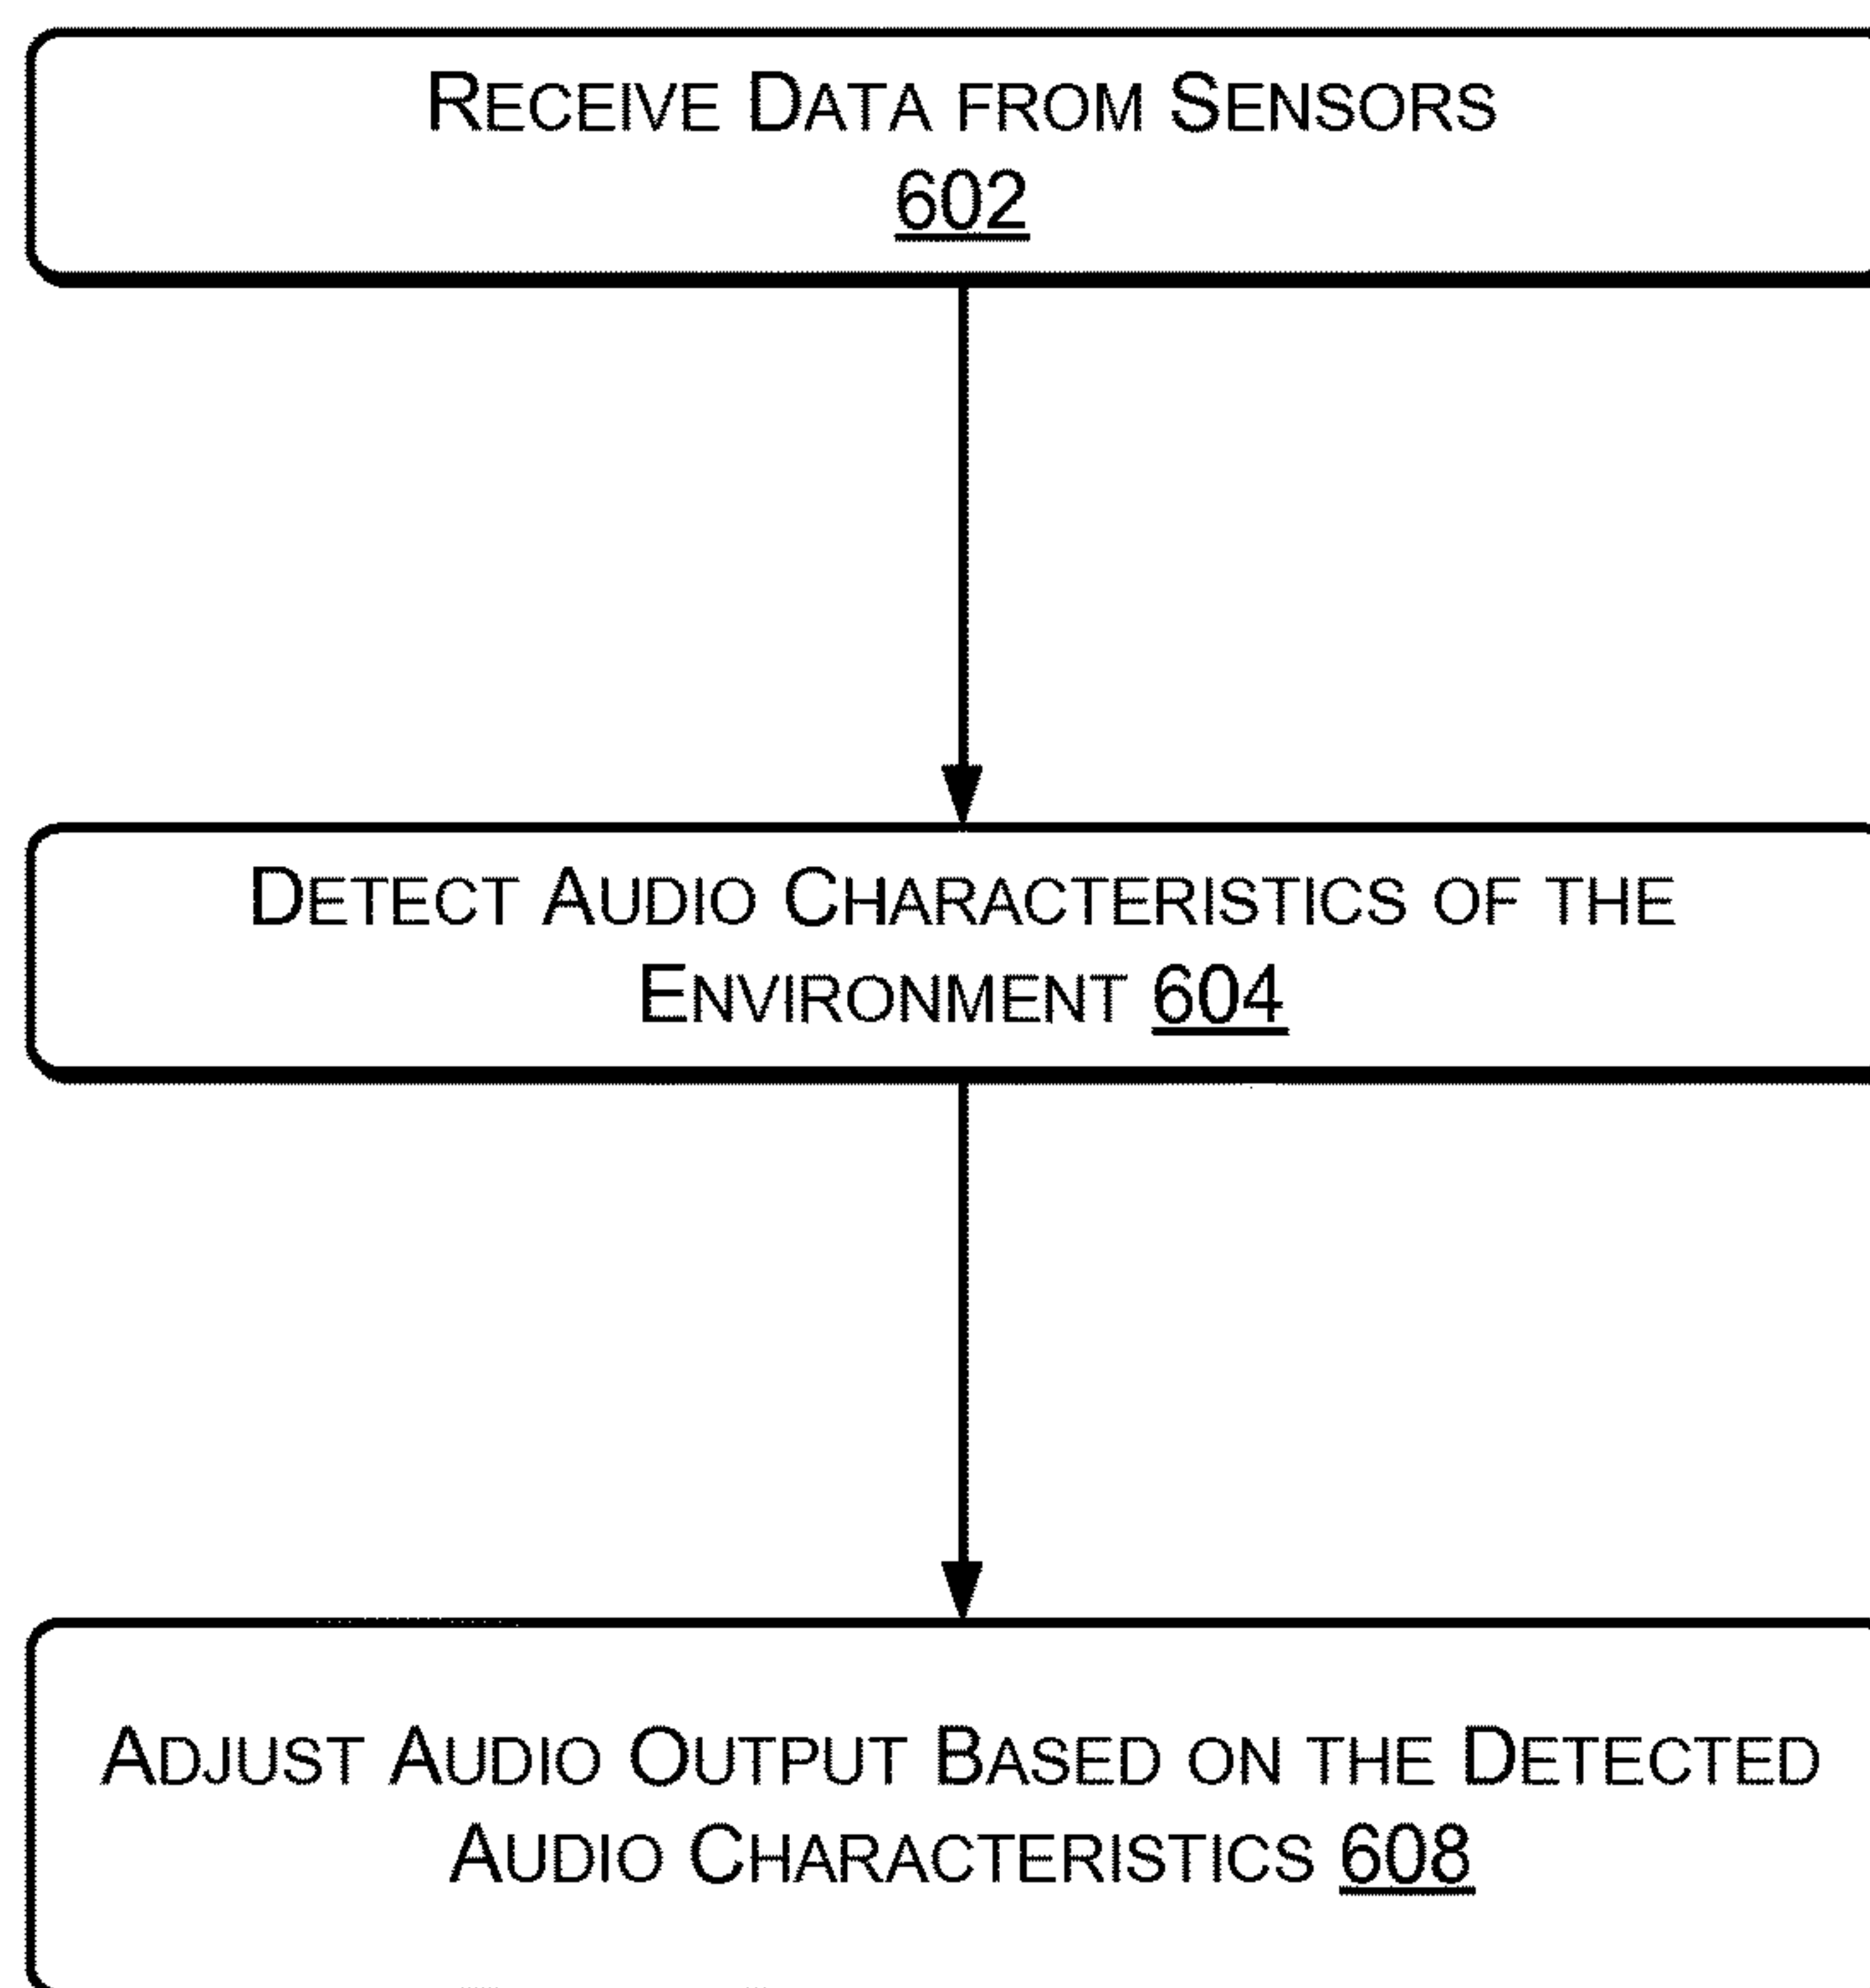 RECEIVE DATA FROM SENSORS
602
DETECT AUDIO CHARACTERISTICS OF THE
ENVIRONMENT 604
ADJUST AUDIO OUTPUT BASED ON THE DETECTED
AUDIO CHARACTERISTICS 608